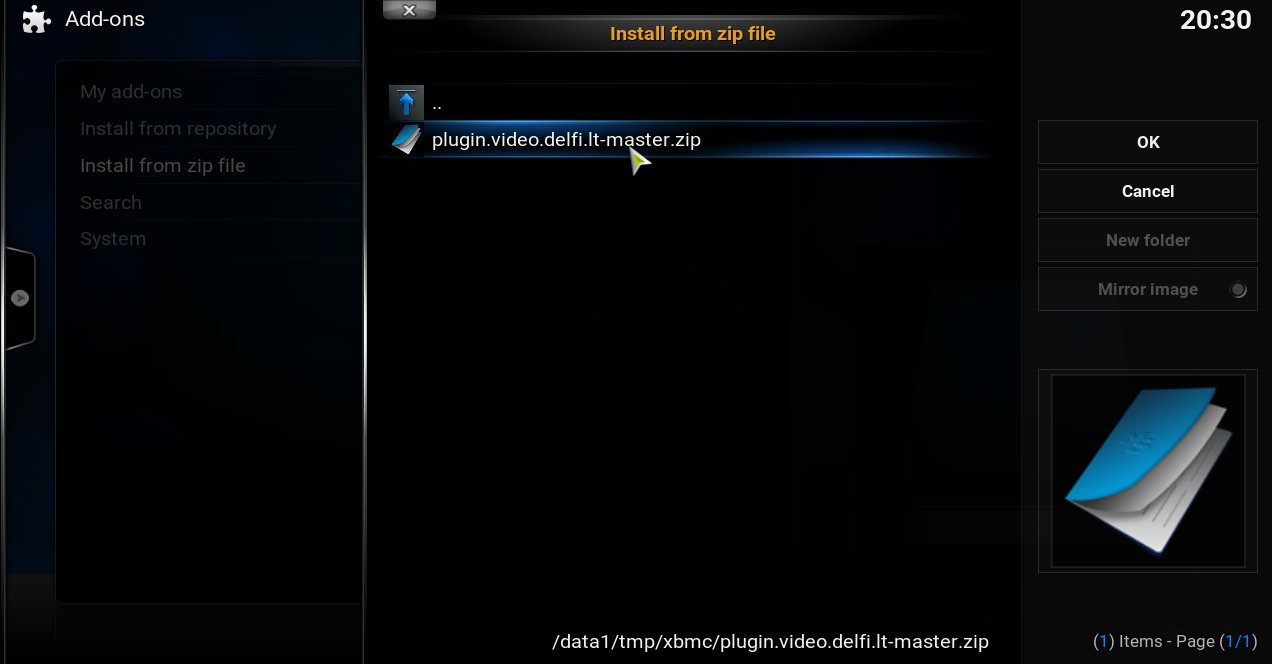 Add-ons
Install from zip file
20:30
My add-ons
Install from repository
Install from zip file
Search
System
..
plugin.video.delfi.lt-master.zip
OK
Cancel
New folder
Mirror image
/data1/tmp/xbmc/plugin.video.delfi.lt-master.zip
(1) Items - Page (1/1)